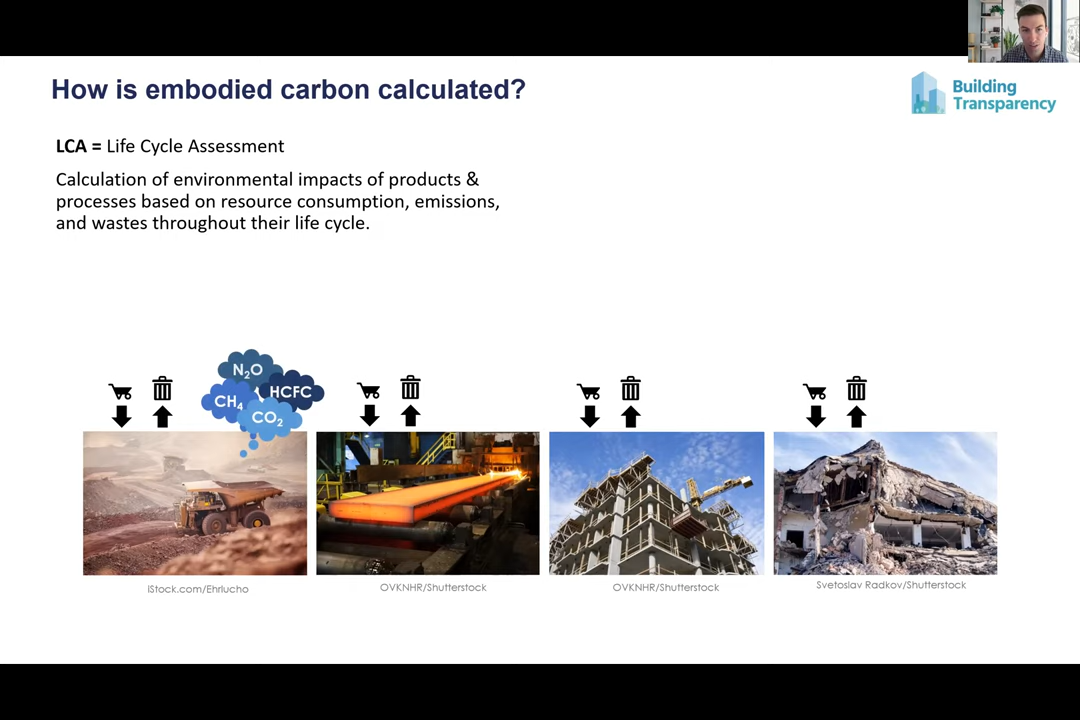 How is embodied carbon calculated?
Building
Transparency
LCA = Life Cycle Assessment
Calculation of environmental impacts of products &
processes based on resource consumption, emissions,
and wastes throughout their life cycle.
N₂O
HCFC
CH₄
CO₂
iStock.com/Ehrlucho
OVKNHR/Shutterstock
OVKNHR/Shutterstock
Svetoslav Radkov/Shutterstock